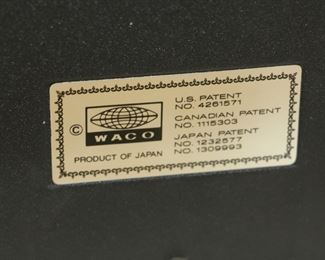 U.S. PATENT
NO. 4261571
CANADIAN PATENT
NO. 1115303
JAPAN PATENT
NO. 1232577
NO. 1309993
©
WACO
PRODUCT OF JAPAN